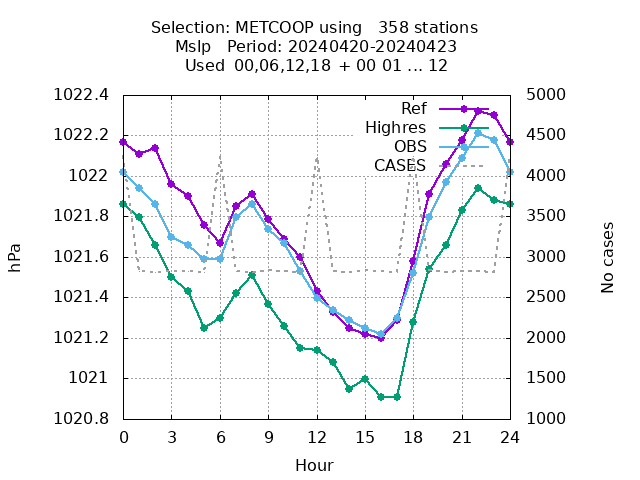 Selection: METCOOP using   358 stations
Mslp   Period: 20240420-20240423
Used  00,06,12,18  + 00 01 ... 12
1022.4
1022.2
1022
1021.8
1021.6
1021.4
1021.2
1021
1020.8
5000
4500
4000
3500
3000
2500
2000
1500
1000
Ref
Highres
OBS
CASES
hPa
No cases
0 3 6 9 12 15 18 21 24
Hour